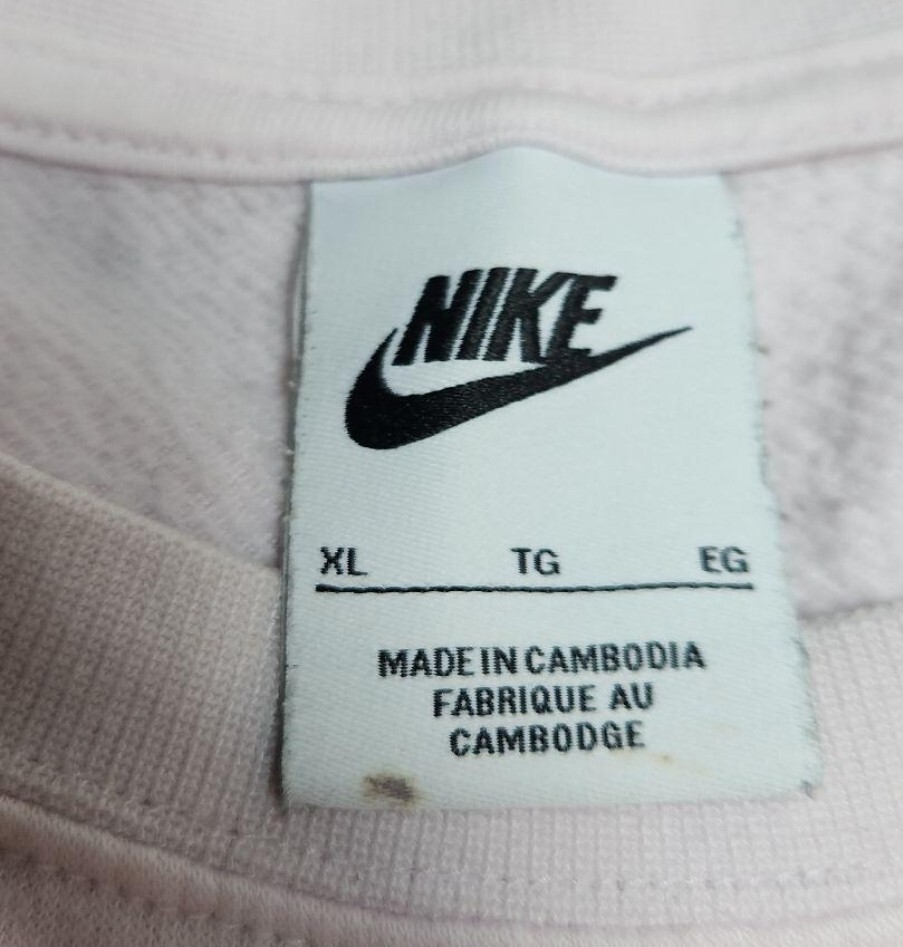 NIKE
XL TG EG
MADE IN CAMBODIA
FABRIQUE AU
CAMBODGE